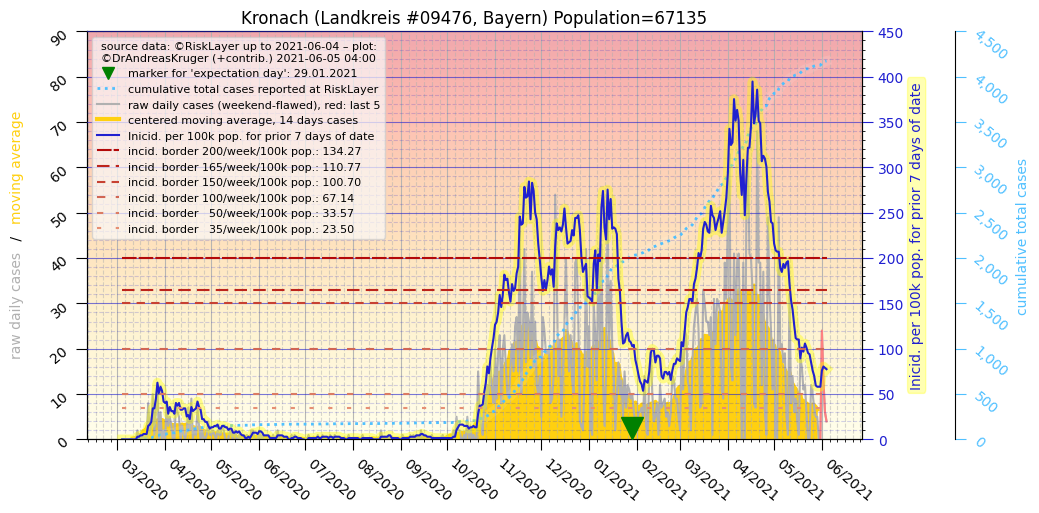 Kronach (Landkreis #09476, Bayern) Population=67135
source data: ©RiskLayer up to 2021-06-04 – plot:
©DrAndreasKruger (+contrib.) 2021-06-05 04:00
marker for 'expectation day': 29.01.2021
cumulative total cases reported at RiskLayer
raw daily cases (weekend-flawed), red: last 5
centered moving average, 14 days cases
Inicid. per 100k pop. for prior 7 days of date
incid. border 200/week/100k pop.: 134.27
incid. border 165/week/100k pop.: 110.77
incid. border 150/week/100k pop.: 100.70
incid. border 100/week/100k pop.: 67.14
incid. border   50/week/100k pop.: 33.57
incid. border   35/week/100k pop.: 23.50
raw daily cases / moving average
90
80
70
60
50
40
30
20
10
0
03/2020
04/2020
05/2020
06/2020
07/2020
08/2020
09/2020
10/2020
11/2020
12/2020
01/2021
02/2021
03/2021
04/2021
05/2021
06/2021
450
400
350
300
250
200
150
100
50
0
Inicid. per 100k pop. for prior 7 days of date
4,500
4,000
3,500
3,000
2,500
2,000
1,500
1,000
500
0
cumulative total cases